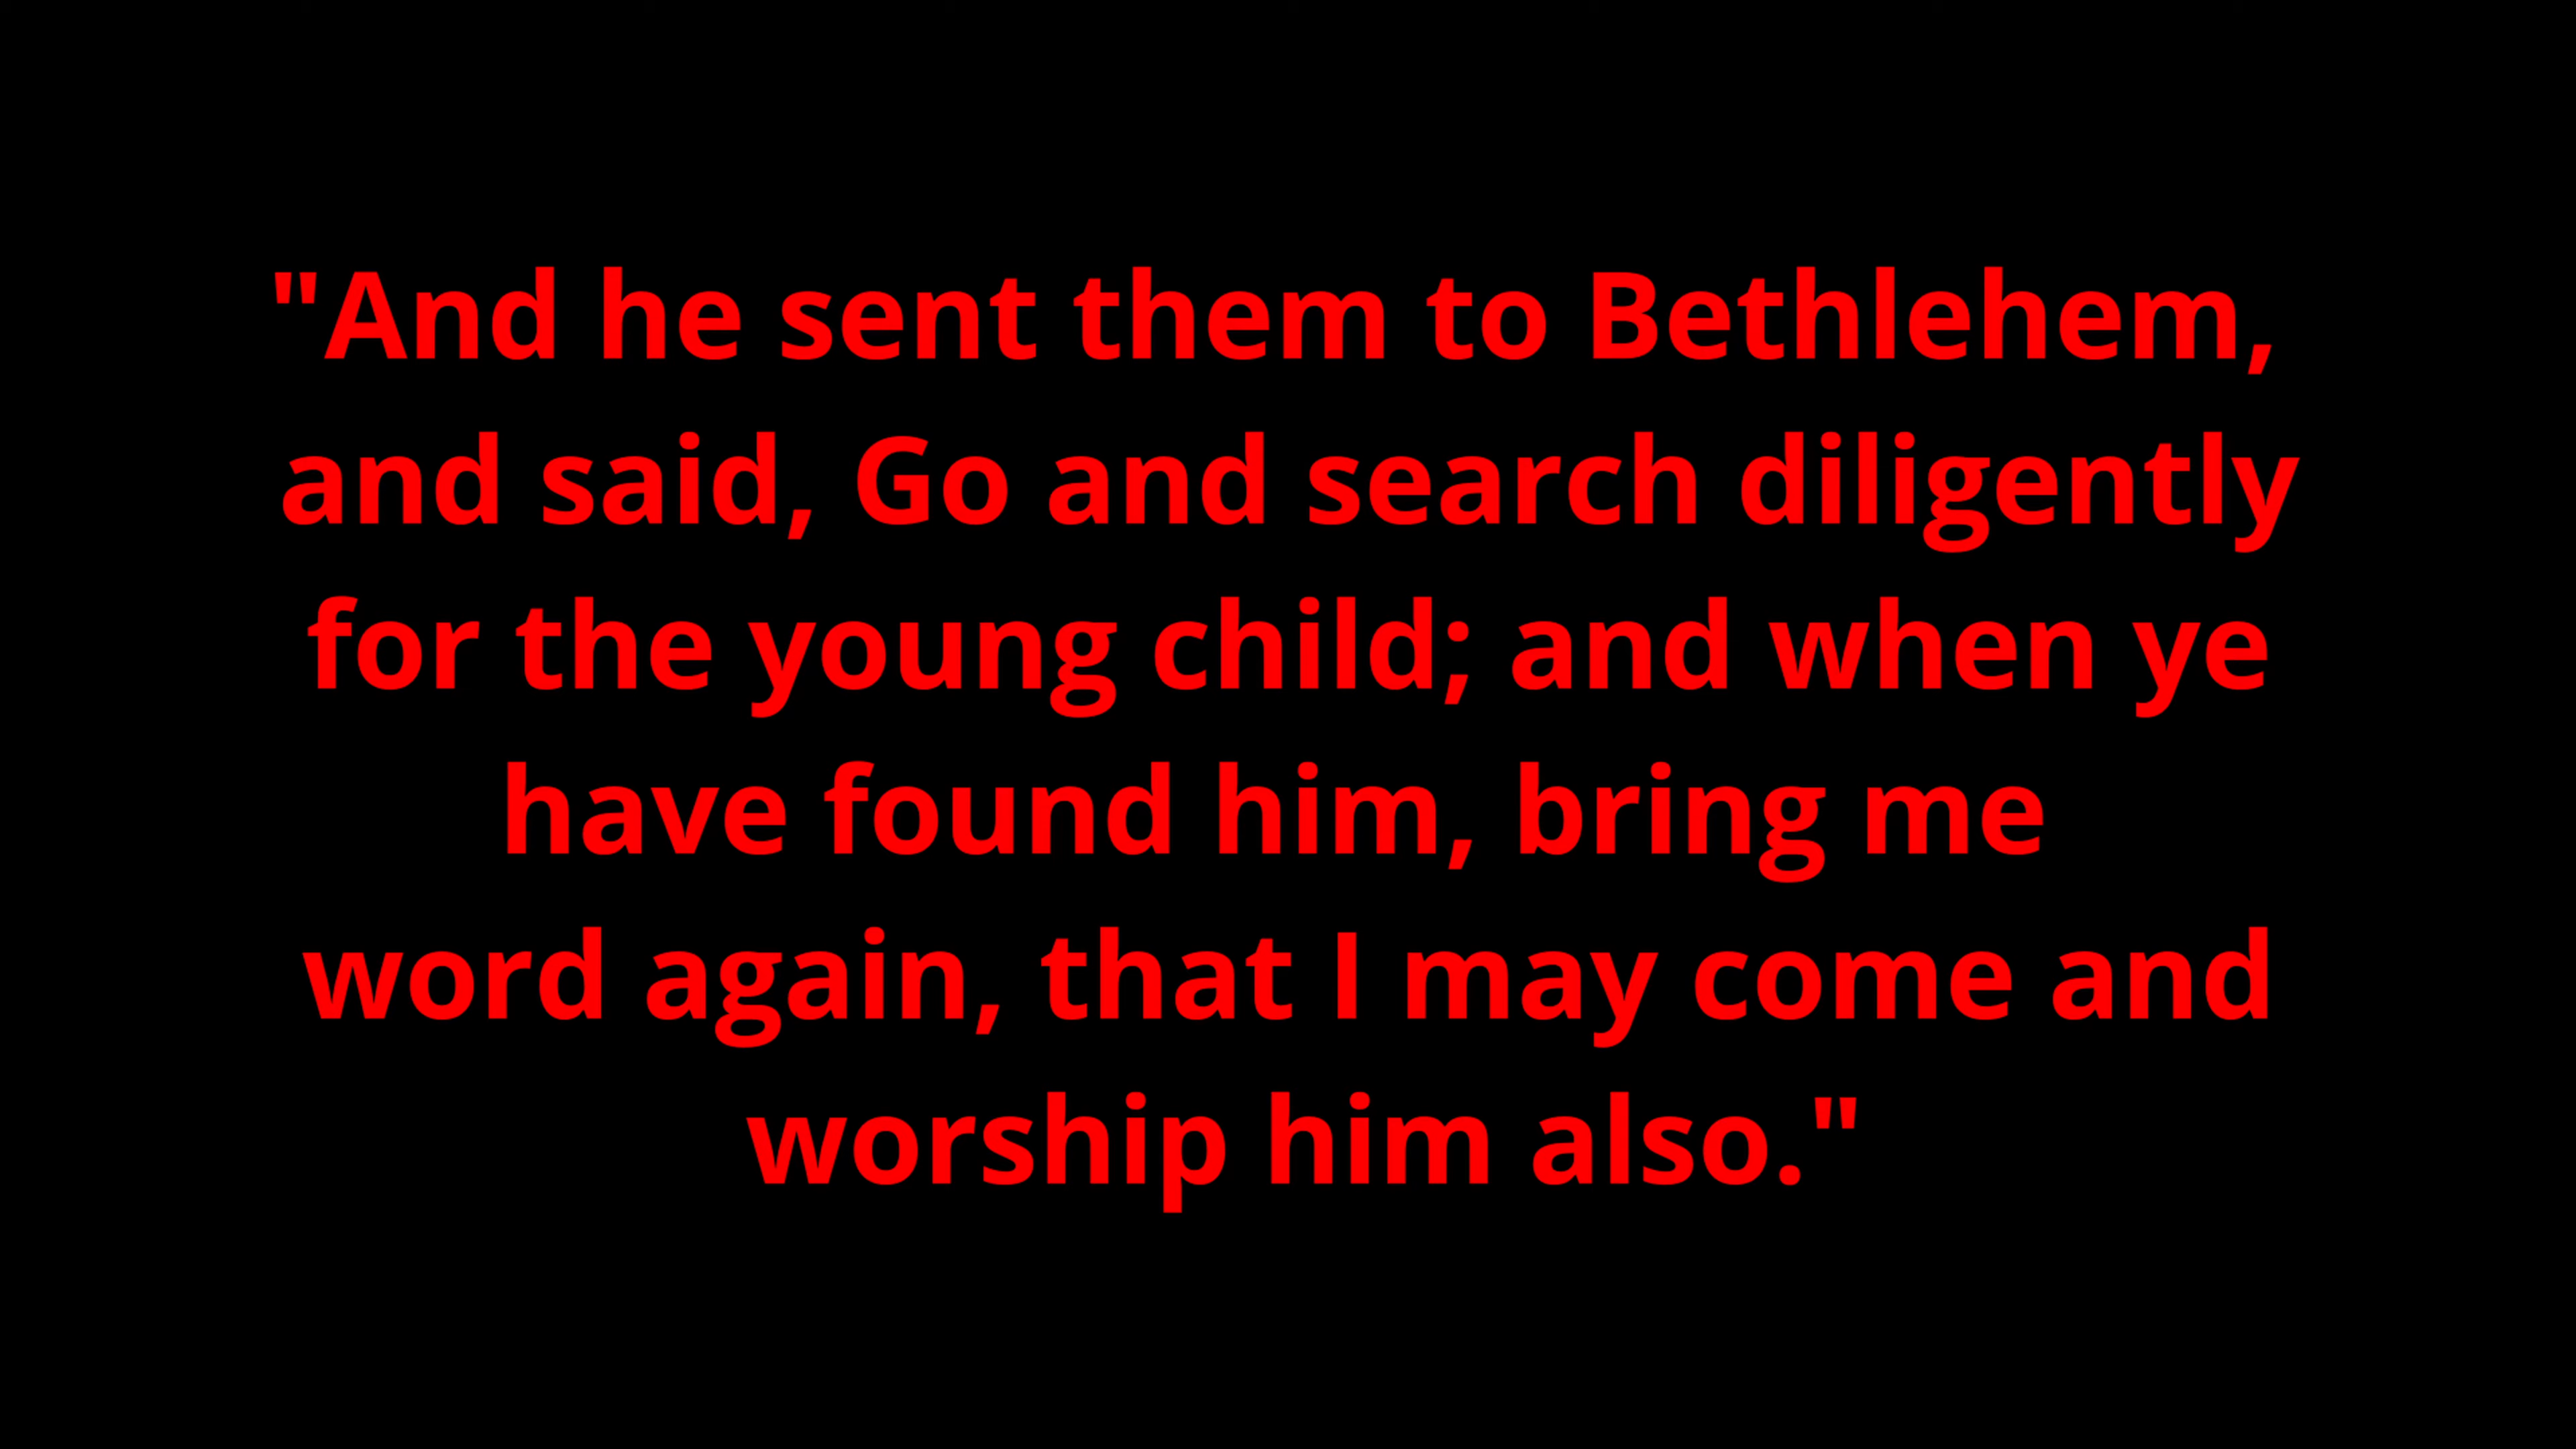 "And he sent them to Bethlehem,
and said, Go and search diligently
for the young child; and when ye
have found him, bring me
word again, that I may come and
worship him also."